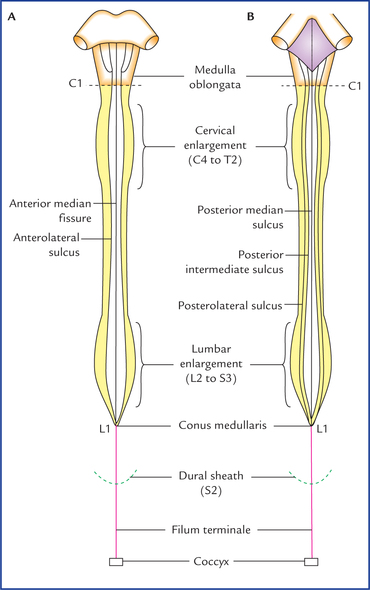 A
B
C1
C1
Medulla
oblongata
Cervical
enlargement
(C4 to T2)
Anterior median
fissure
Anterolateral
sulcus
Posterior median
sulcus
Posterior
intermediate sulcus
Posterolateral sulcus
Lumbar
enlargement
(L2 to S3)
L1
Conus medullaris
L1
Dural sheath
(S2)
Filum terminale
Coccyx